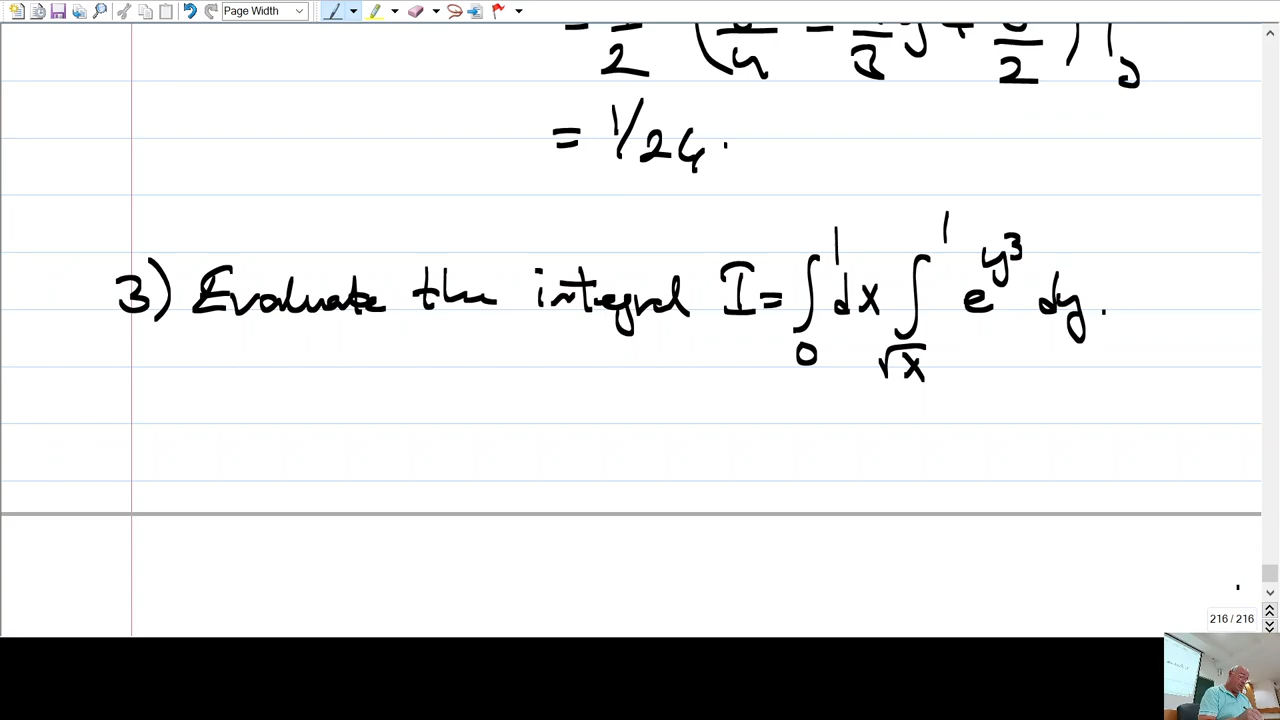 Page Width
= 1/24.
3) Evaluate the integral I = ∫₀¹ dx ∫_{√x}^{1} e^{y³} dy.
216 / 216